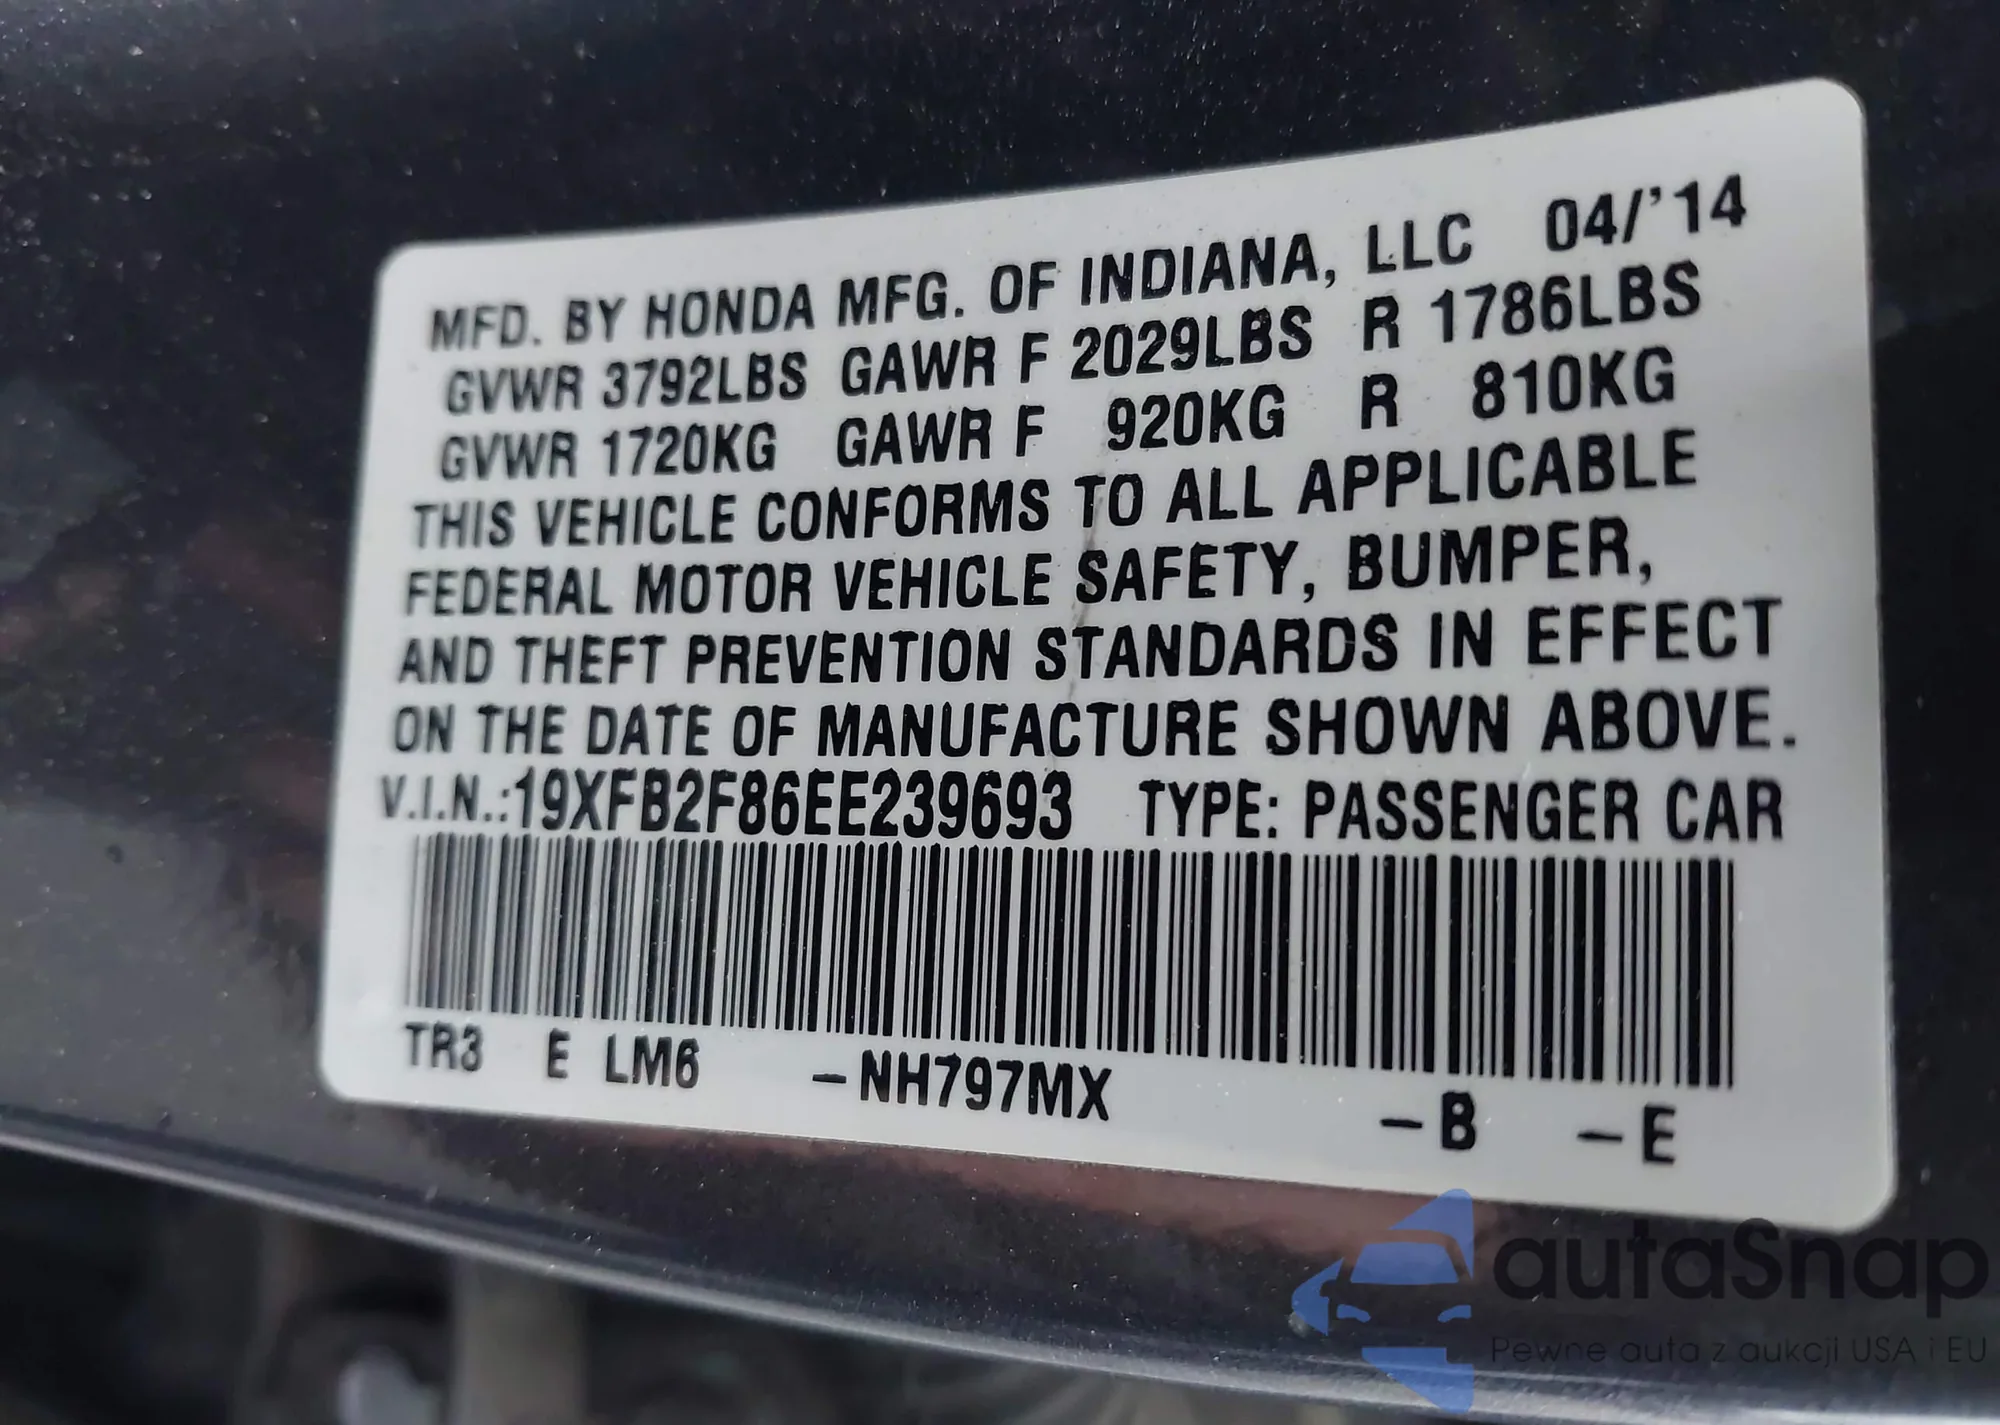 MFD. BY HONDA MFG. OF INDIANA, LLC 04/'14
GVWR 3792LBS GAWR F 2029LBS R 1786LBS
GVWR 1720KG GAWR F 920KG R 810KG
THIS VEHICLE CONFORMS TO ALL APPLICABLE
FEDERAL MOTOR VEHICLE SAFETY, BUMPER,
AND THEFT PREVENTION STANDARDS IN EFFECT
ON THE DATE OF MANUFACTURE SHOWN ABOVE.
V.I.N.:19XFB2F86EE239693 TYPE: PASSENGER CAR
TR3 E LM6 –NH797MX –B –E
autaSnap
Pewne auta z aukcji USA i EU